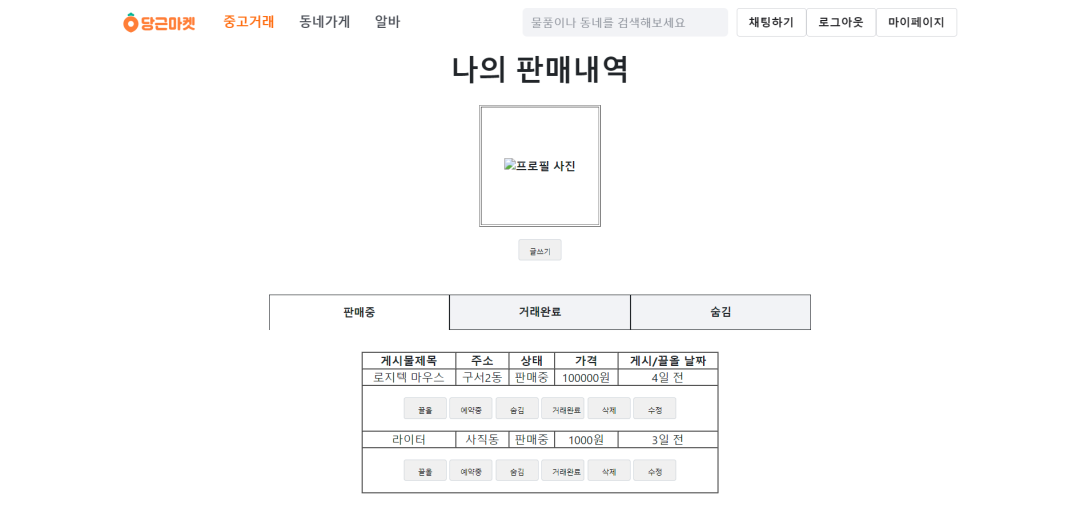 당근마켓 중고거래 동네가게 알바 물품이나 동네를 검색해보세요 채팅하기 로그아웃 마이페이지
나의 판매내역
프로필 사진
글쓰기
판매중 거래완료 숨김
게시물제목 주소 상태 가격 게시/끌올 날짜
로지텍 마우스 구서2동 판매중 100000원 4일 전
끌올 예약중 숨김 거래완료 삭제 수정
라이터 사직동 판매중 1000원 3일 전
끌올 예약중 숨김 거래완료 삭제 수정